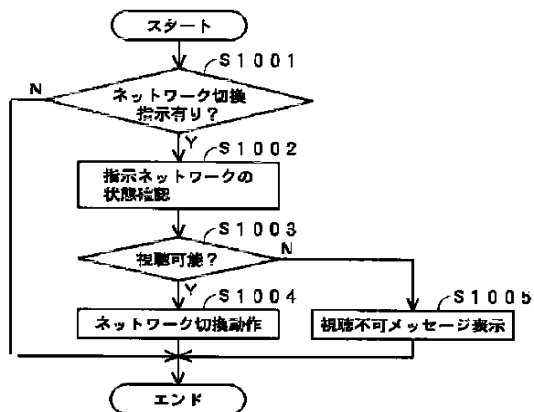 スタート
S1001
N
ネットワーク切換
指示有り？
Y
S1002
指示ネットワークの
状態確認
S1003
視聴可能？
N
Y
S1004
S1005
ネットワーク切換動作
視聴不可メッセージ表示
エンド